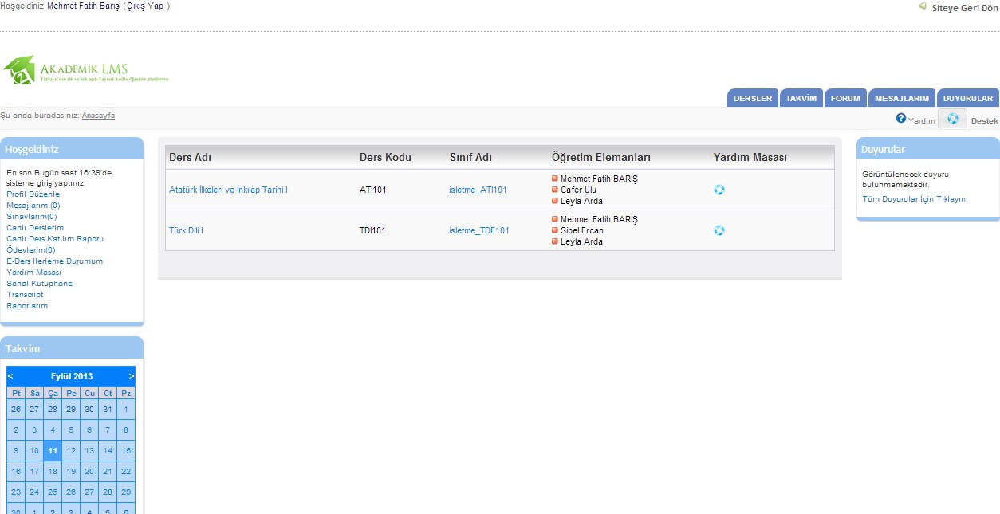 Hoşgeldiniz Mehmet Fatih Barış (Çıkış Yap )
Siteye Geri Dön
AKADEMİK LMS
Türkiye'nin ilk ve tek açık kaynak kodlu öğretim platformu
DERSLER TAKVİM FORUM MESAJLARIM DUYURULAR
Şu anda buradasınız: Anasayfa
Yardım Destek
Hoşgeldiniz
En son Bugün saat 16:39'de
sisteme giriş yaptınız
Profil Düzenle
Mesajlarım (0)
Sınavlarım(0)
Canlı Derslerim
Canlı Ders Katılım Raporu
Ödevlerim(0)
E-Ders İlerleme Durumum
Yardım Masası
Sanal Kütüphane
Transcript
Raporlarım
Takvim
< Eylül 2013 >
Pt Sa Ça Pe Cu Ct Pz
26 27 28 29 30 31 1
2 3 4 5 6 7 8
9 10 11 12 13 14 15
16 17 18 19 20 21 22
23 24 25 26 27 28 29
30 1 2 3 4 5 6
Ders Adı Ders Kodu Sınıf Adı Öğretim Elemanları Yardım Masası
Atatürk İlkeleri ve İnkılap Tarihi I ATI101 isletme_ATI101
Mehmet Fatih BARIŞ
Cafer Ulu
Leyla Arda
Türk Dili I TDI101 isletme_TDE101
Mehmet Fatih BARIŞ
Sibel Ercan
Leyla Arda
Duyurular
Görüntülenecek duyuru
bulunmamaktadır.
Tüm Duyurular İçin Tıklayın